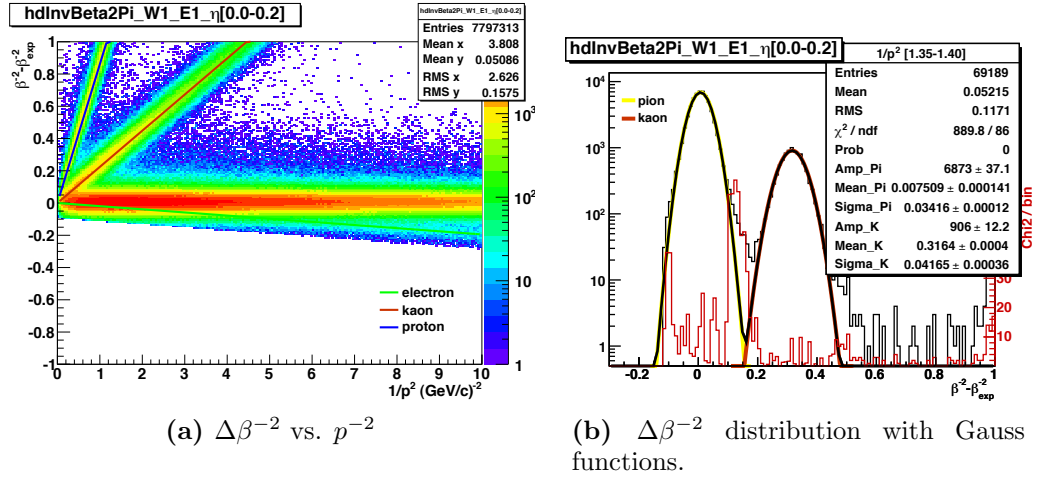 hdInvBeta2Pi_W1_E1_η[0.0-0.2]
hdInvBeta2Pi_W1_E1_η[0.0-0.2]
Entries 7797313
Mean x 3.808
Mean y 0.05086
RMS x 2.626
RMS y 0.1575
β⁻²-β⁻²exp
1
0.8
0.6
0.4
0.2
0
-0.2
-0.4
-0.6
-0.8
-1
electron
kaon
proton
0 1 2 3 4 5 6 7 8 9 10
1/p² (GeV/c)⁻²
10³
10²
10
1
(a) Δβ⁻² vs. p⁻²
hdInvBeta2Pi_W1_E1_η[0.0-0.2]
1/p² [1.35-1.40]
Entries 69189
Mean 0.05215
RMS 0.1171
χ² / ndf 889.8 / 86
Prob 0
Amp_Pi 6873 ± 37.1
Mean_Pi 0.007509 ± 0.000141
Sigma_Pi 0.03416 ± 0.00012
Amp_K 906 ± 12.2
Mean_K 0.3164 ± 0.0004
Sigma_K 0.04165 ± 0.00036
pion
kaon
10⁴
10³
10²
10
1
Chi2 / bin
30
20
10
-0.2 0 0.2 0.4 0.6 0.8 1
β⁻²-β⁻²exp
(b) Δβ⁻² distribution with Gauss
functions.